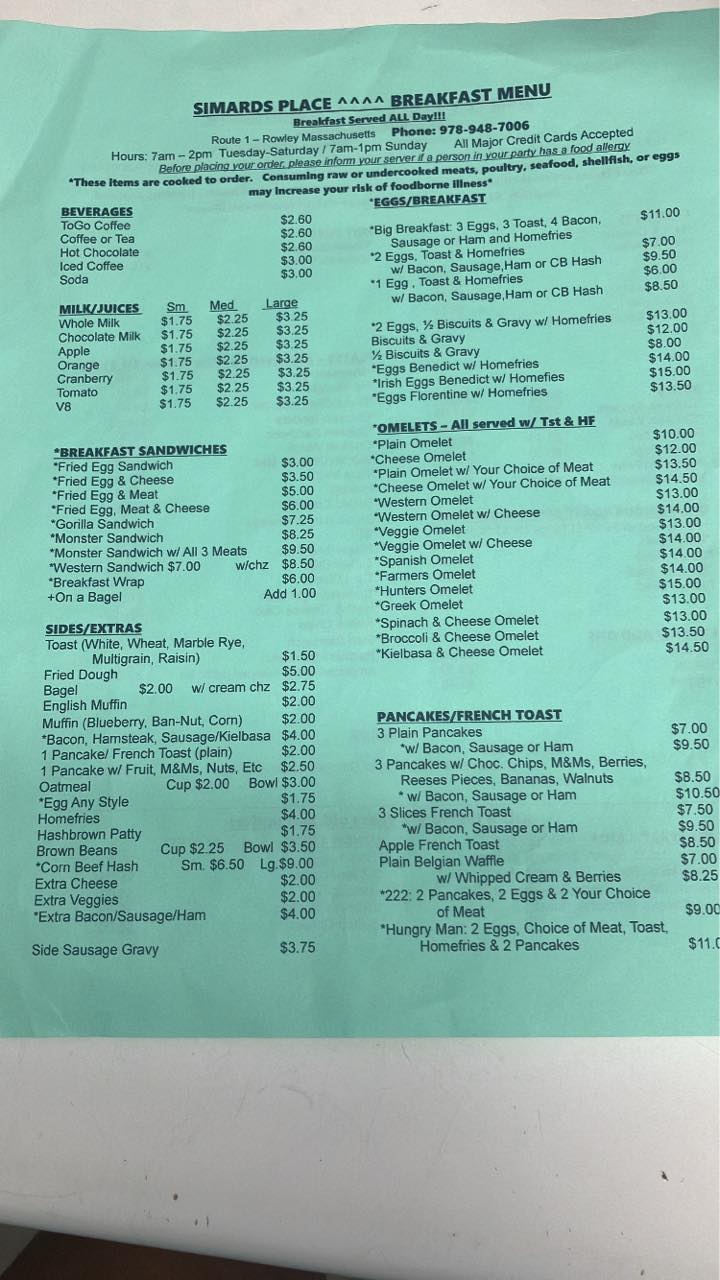 SIMARDS PLACE ^^^^ BREAKFAST MENU
Breakfast Served ALL Day!!!
Route 1 – Rowley Massachusetts Phone: 978-948-7006
Hours: 7am – 2pm Tuesday-Saturday / 7am-1pm Sunday All Major Credit Cards Accepted
Before placing your order, please inform your server if a person in your party has a food allergy
*These items are cooked to order. Consuming raw or undercooked meats, poultry, seafood, shellfish, or eggs
may increase your risk of foodborne illness*
BEVERAGES
ToGo Coffee $2.60
Coffee or Tea $2.60
Hot Chocolate $2.60
Iced Coffee $3.00
Soda $3.00
MILK/JUICES Sm Med Large
Whole Milk $1.75 $2.25 $3.25
Chocolate Milk $1.75 $2.25 $3.25
Apple $1.75 $2.25 $3.25
Orange $1.75 $2.25 $3.25
Cranberry $1.75 $2.25 $3.25
Tomato $1.75 $2.25 $3.25
V8 $1.75 $2.25 $3.25
*BREAKFAST SANDWICHES
*Fried Egg Sandwich $3.00
*Fried Egg & Cheese $3.50
*Fried Egg & Meat $5.00
*Fried Egg, Meat & Cheese $6.00
*Gorilla Sandwich $7.25
*Monster Sandwich $8.25
*Monster Sandwich w/ All 3 Meats $9.50
*Western Sandwich $7.00 w/chz $8.50
*Breakfast Wrap $6.00
+On a Bagel Add 1.00
SIDES/EXTRAS
Toast (White, Wheat, Marble Rye,
Multigrain, Raisin) $1.50
Fried Dough $5.00
Bagel $2.00 w/ cream chz $2.75
English Muffin $2.00
Muffin (Blueberry, Ban-Nut, Corn) $2.00
*Bacon, Hamsteak, Sausage/Kielbasa $4.00
1 Pancake/ French Toast (plain) $2.00
1 Pancake w/ Fruit, M&Ms, Nuts, Etc $2.50
Oatmeal Cup $2.00 Bowl $3.00
*Egg Any Style $1.75
Homefries $4.00
Hashbrown Patty $1.75
Brown Beans Cup $2.25 Bowl $3.50
*Corn Beef Hash Sm. $6.50 Lg.$9.00
Extra Cheese $2.00
Extra Veggies $2.00
*Extra Bacon/Sausage/Ham $4.00
Side Sausage Gravy $3.75
*EGGS/BREAKFAST
*Big Breakfast: 3 Eggs, 3 Toast, 4 Bacon, $11.00
Sausage or Ham and Homefries
*2 Eggs, Toast & Homefries $7.00
w/ Bacon, Sausage,Ham or CB Hash $9.50
*1 Egg , Toast & Homefries $6.00
w/ Bacon, Sausage,Ham or CB Hash $8.50
*2 Eggs, ½ Biscuits & Gravy w/ Homefries $13.00
Biscuits & Gravy $12.00
½ Biscuits & Gravy $8.00
*Eggs Benedict w/ Homefries $14.00
*Irish Eggs Benedict w/ Homefies $15.00
*Eggs Florentine w/ Homefries $13.50
*OMELETS – All served w/ Tst & HF
*Plain Omelet $10.00
*Cheese Omelet $12.00
*Plain Omelet w/ Your Choice of Meat $13.50
*Cheese Omelet w/ Your Choice of Meat $14.50
*Western Omelet $13.00
*Western Omelet w/ Cheese $14.00
*Veggie Omelet $13.00
*Veggie Omelet w/ Cheese $14.00
*Spanish Omelet $14.00
*Farmers Omelet $14.00
*Hunters Omelet $15.00
*Greek Omelet $13.00
*Spinach & Cheese Omelet $13.00
*Broccoli & Cheese Omelet $13.50
*Kielbasa & Cheese Omelet $14.50
PANCAKES/FRENCH TOAST
3 Plain Pancakes $7.00
*w/ Bacon, Sausage or Ham $9.50
3 Pancakes w/ Choc. Chips, M&Ms, Berries,
Reeses Pieces, Bananas, Walnuts $8.50
* w/ Bacon, Sausage or Ham $10.50
3 Slices French Toast $7.50
*w/ Bacon, Sausage or Ham $9.50
Apple French Toast $8.50
Plain Belgian Waffle $7.00
w/ Whipped Cream & Berries $8.25
*222: 2 Pancakes, 2 Eggs & 2 Your Choice
of Meat $9.00
*Hungry Man: 2 Eggs, Choice of Meat, Toast,
Homefries & 2 Pancakes $11.0